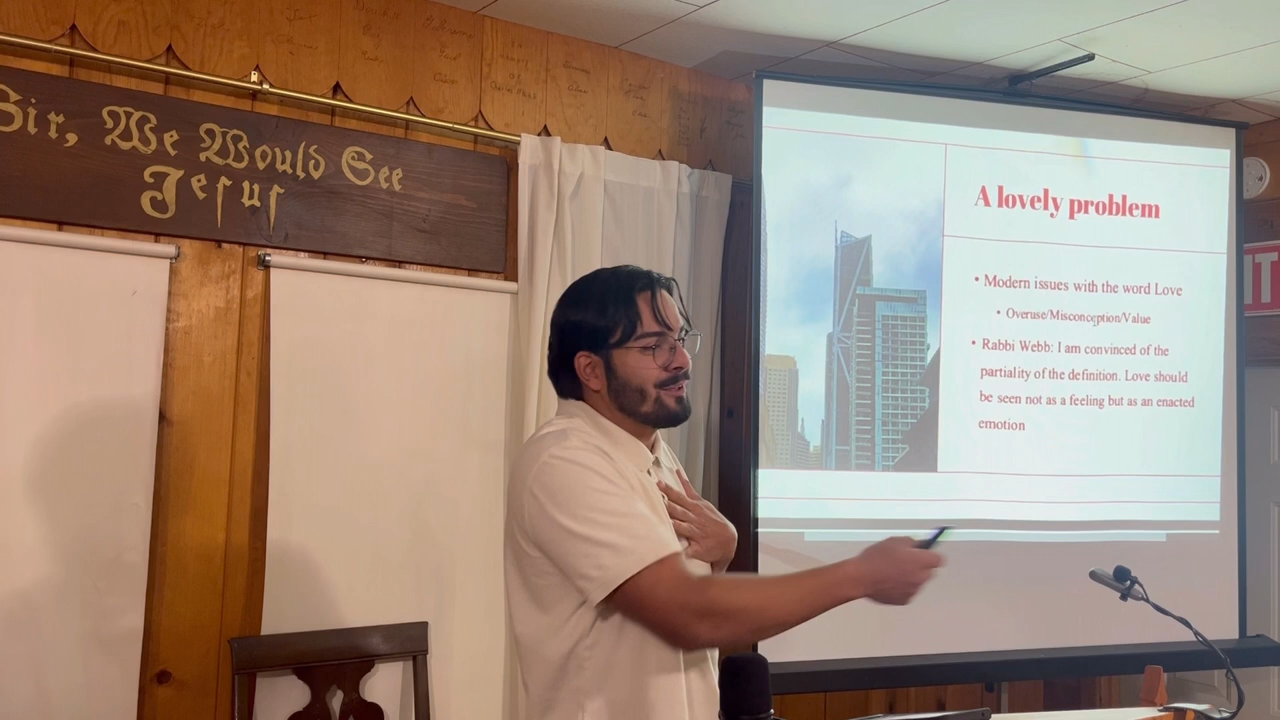 Sir, We Would See
Jesus
A lovely problem
• Modern issues with the word Love
• Overuse/Misconception/Value
• Rabbi Webb: I am convinced of the
partiality of the definition. Love should
be seen not as a feeling but as an enacted
emotion
IT